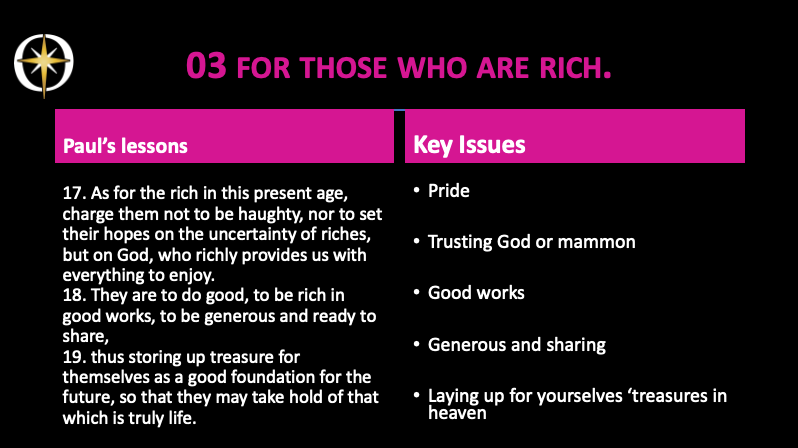 03 FOR THOSE WHO ARE RICH.
Paul’s lessons
17. As for the rich in this present age,
charge them not to be haughty, nor to set
their hopes on the uncertainty of riches,
but on God, who richly provides us with
everything to enjoy.
18. They are to do good, to be rich in
good works, to be generous and ready to
share,
19. thus storing up treasure for
themselves as a good foundation for the
future, so that they may take hold of that
which is truly life.
Key Issues
• Pride
• Trusting God or mammon
• Good works
• Generous and sharing
• Laying up for yourselves ‘treasures in
heaven